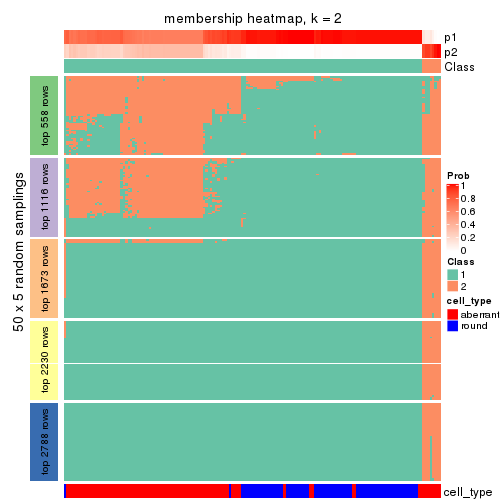 membership heatmap, k = 2
p1
p2
Class
50 x 5 random samplings
top 558 rows
top 1116 rows
top 1673 rows
top 2230 rows
top 2788 rows
Prob
1
0.8
0.6
0.4
0.2
0
Class
1
2
cell_type
aberrant
round
cell_type